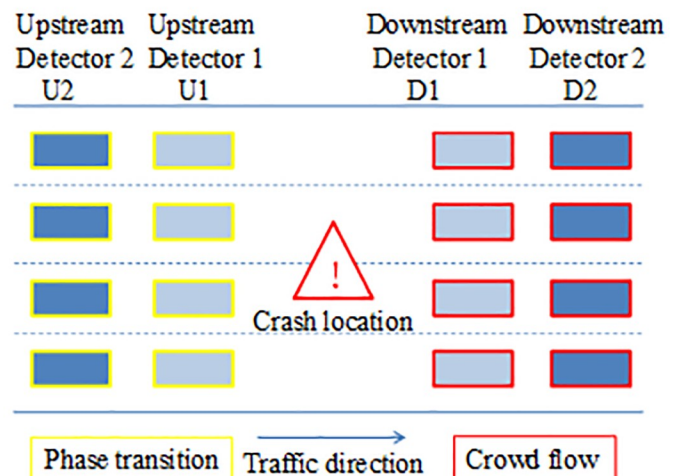 Upstream Upstream Downstream Downstream
Detector 2 Detector 1 Detector 1 Detector 2
U2 U1 D1 D2
!
Crash location
Phase transition Traffic direction Crowd flow